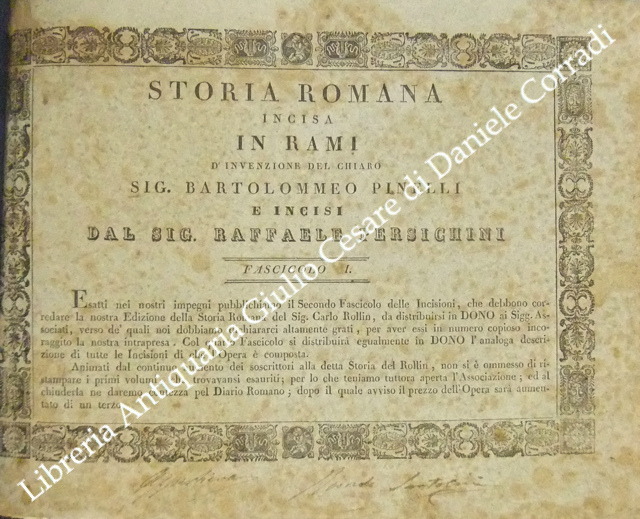 STORIA ROMANA
INCISA
IN RAMI
D'INVENZIONE DEL CHIARO
SIG. BARTOLOMMEO PINELLI
E INCISI
DAL SIG. RAFFAELE PERSICHINI
FASCICOLO I.
Esatti nei nostri impegni pubblichiamo il Secondo Fascicolo delle Incisioni, che debbono cor-
redare la nostra Edizione della Storia Romana del Sig. Carlo Rollin, da distribuirsi in DONO ai Sigg. As-
sociati, verso de' quali noi dobbiamo dichiararci altamente grati, per aver essi in numero copioso inco-
raggito la nostra intrapresa. Col Fascicolo si distribuirà egualmente in DONO l'analoga descri-
zione di tutte le Incisioni di cui l'Opera è composta.
Animati dal continuo aumento dei soscrittori alla detta Storia del Rollin, non si è ommesso di ri-
stampare i primi volumi che trovavansi esauriti; per lo che teniamo tuttora aperta l'Associazione; ed al
chiuderla ne daremo contezza pel Diario Romano; dopo il quale avviso il prezzo dell'Opera sarà aumen-
tato di un terzo.
Libreria Antiquaria Giulio Cesare di Daniele Corradi